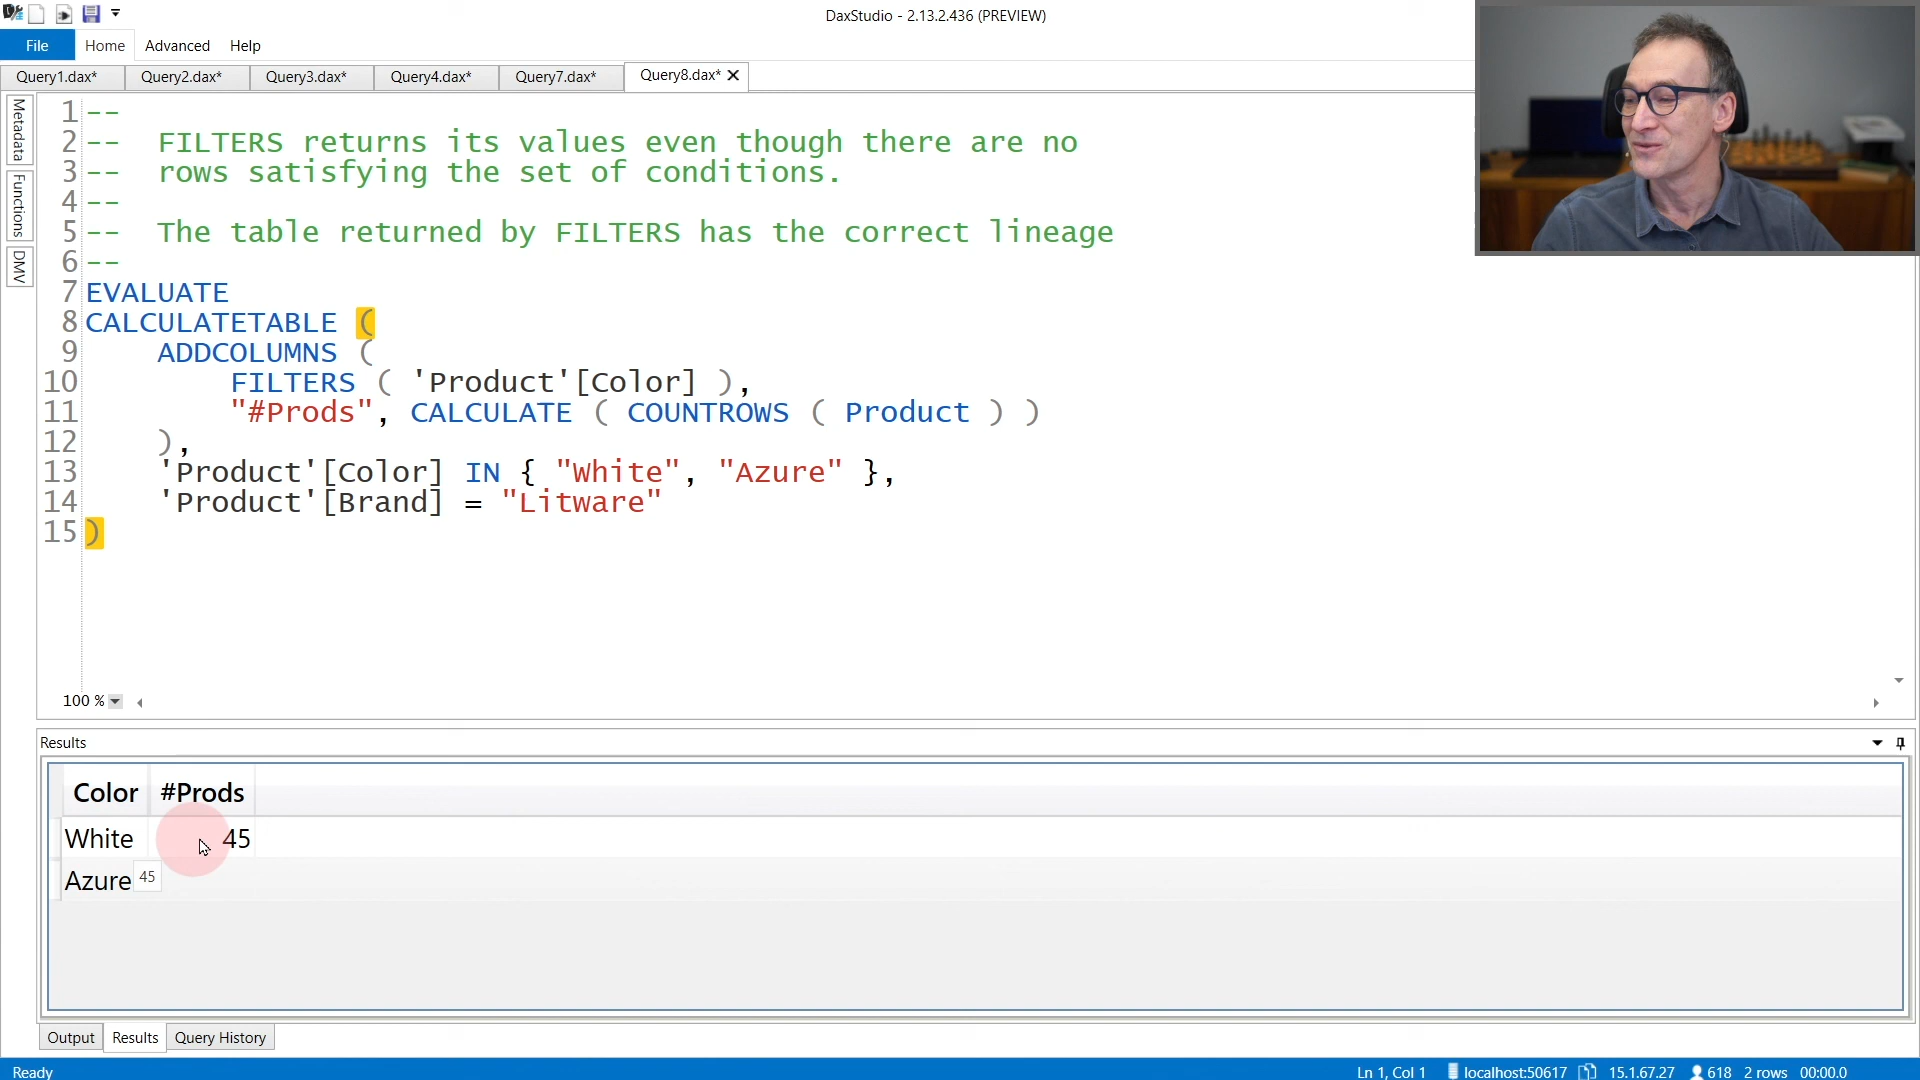 DaxStudio - 2.13.2.436 (PREVIEW)
File Home Advanced Help
Query1.dax* Query2.dax* Query3.dax* Query4.dax* Query7.dax* Query8.dax*
Metadata
Functions
DMV
1 --
2 -- FILTERS returns its values even though there are no
3 -- rows satisfying the set of conditions.
4 --
5 -- The table returned by FILTERS has the correct lineage
6 --
7 EVALUATE
8 CALCULATETABLE (
9 ADDCOLUMNS (
10 FILTERS ( 'Product'[Color] ),
11 "#Prods", CALCULATE ( COUNTROWS ( Product ) )
12 ),
13 'Product'[Color] IN { "White", "Azure" },
14 'Product'[Brand] = "Litware"
15 )
100 %
Results
Color #Prods
White 45
Azure 45
Output Results Query History
Ready Ln 1, Col 1 localhost:50617 15.1.67.27 618 2 rows 00:00.0